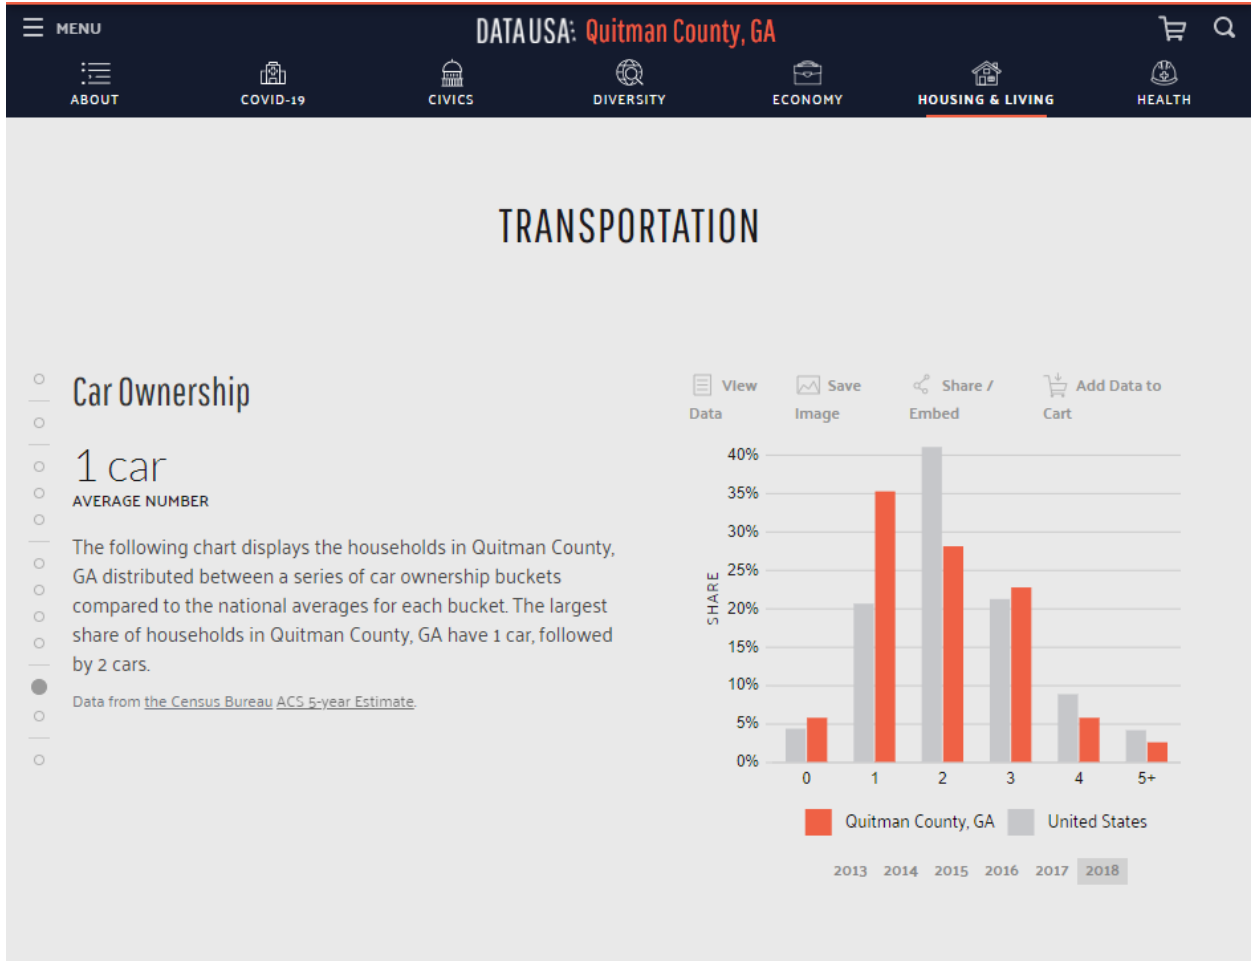 MENU
DATAUSA: Quitman County, GA
ABOUT
COVID-19
CIVICS
DIVERSITY
ECONOMY
HOUSING & LIVING
HEALTH
TRANSPORTATION
Car Ownership
1 car
AVERAGE NUMBER
The following chart displays the households in Quitman County,
GA distributed between a series of car ownership buckets
compared to the national averages for each bucket. The largest
share of households in Quitman County, GA have 1 car, followed
by 2 cars.
Data from the Census Bureau ACS 5-year Estimate.
View
Data
Save
Image
Share /
Embed
Add Data to
Cart
40%
35%
30%
25%
20%
15%
10%
5%
0%
SHARE
0 1 2 3 4 5+
Quitman County, GA United States
2013 2014 2015 2016 2017 2018